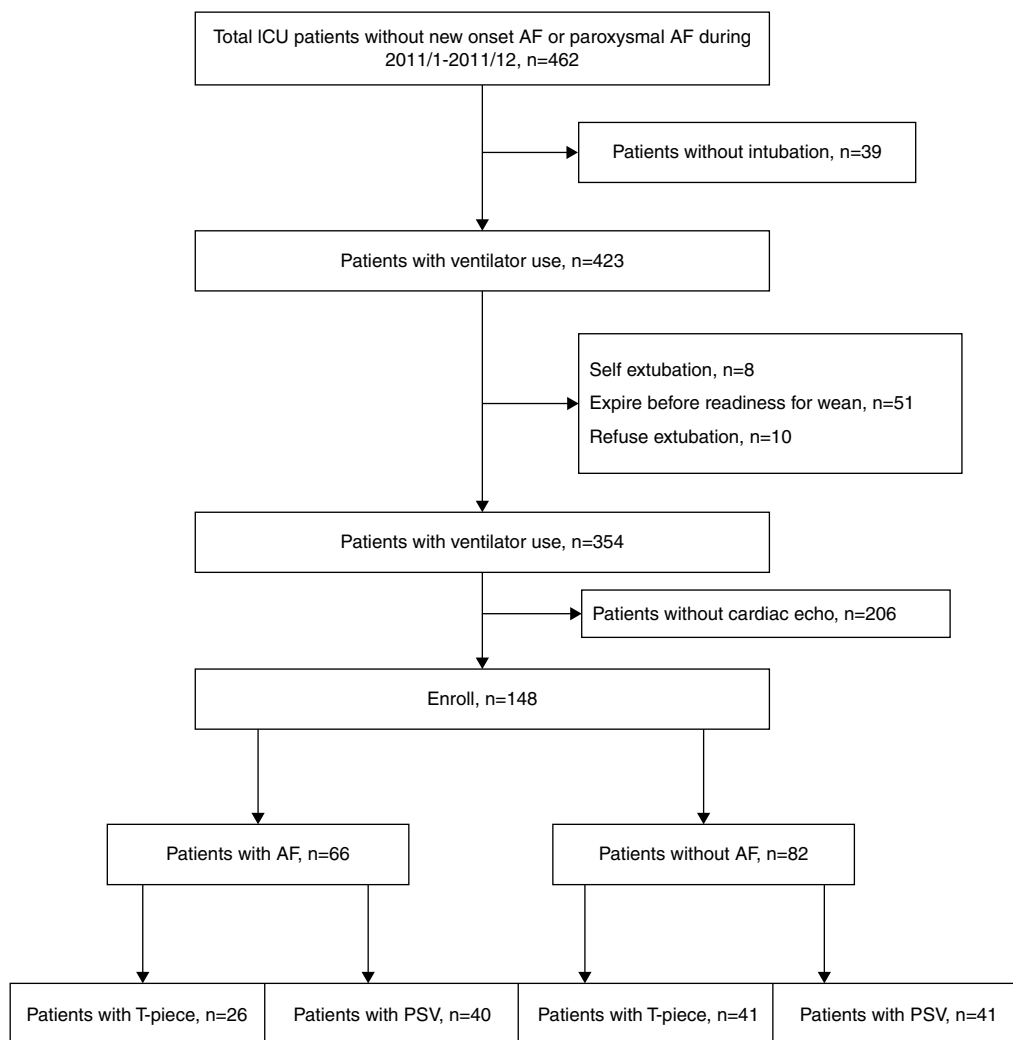 Total ICU patients without new onset AF or paroxysmal AF during
2011/1-2011/12, n=462
Patients without intubation, n=39
Patients with ventilator use, n=423
Self extubation, n=8
Expire before readiness for wean, n=51
Refuse extubation, n=10
Patients with ventilator use, n=354
Patients without cardiac echo, n=206
Enroll, n=148
Patients with AF, n=66
Patients without AF, n=82
Patients with T-piece, n=26
Patients with PSV, n=40
Patients with T-piece, n=41
Patients with PSV, n=41